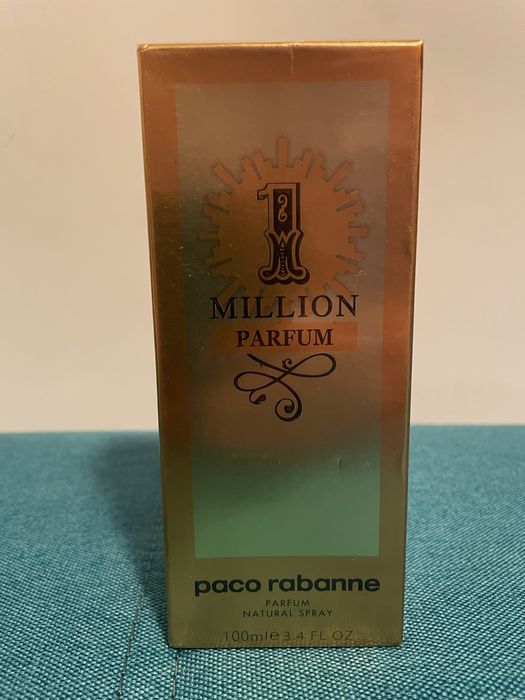 1
MILLION
PARFUM
paco rabanne
PARFUM
NATURAL SPRAY
100ml e 3.4 FL OZ